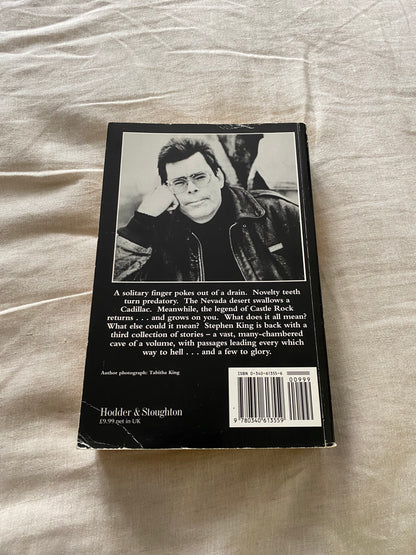 A solitary finger pokes out of a drain. Novelty teeth
turn predatory. The Nevada desert swallows a
Cadillac. Meanwhile, the legend of Castle Rock
returns . . . and grows on you. What does it all mean?
What else could it mean? Stephen King is back with a
third collection of stories – a vast, many-chambered
cave of a volume, with passages leading every which
way to hell . . . and a few to glory.
Author photograph: Tabitha King
ISBN 0-340-61355-6
00999
9 780340 613559
Hodder & Stoughton
£9.99 net in UK